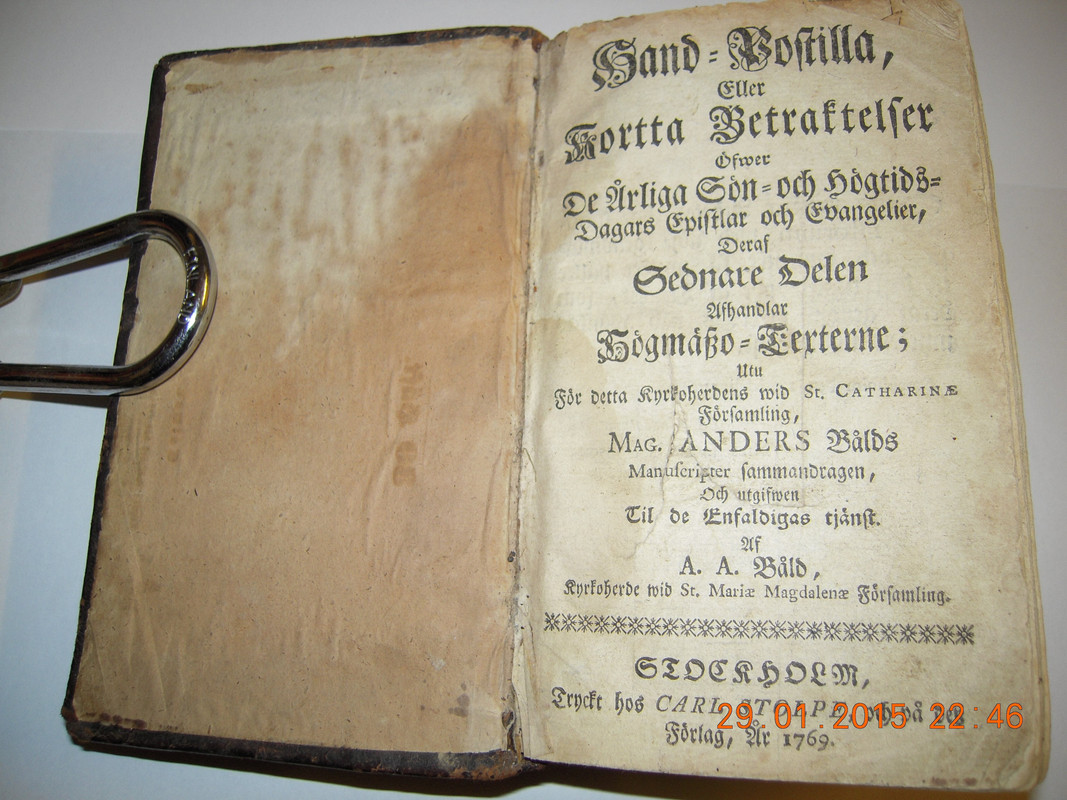 Hand-Postilla,
Eller
Kortta Betraktelser
Öfwer
De Årliga Sön- och Högtids-
Dagars Epistlar och Evangelier,
Deraf
Sednare Delen
Afhandlar
Högmäßo-Texterne;
Utu
För detta Kyrkoherdens wid St. CATHARINÆ
Församling,
MAG. ANDERS Bålds
Manuscripter sammandragen,
Och utgifwen
Til de Enfaldigas tjänst.
Af
A. A. Båld,
Kyrkoherde wid St. Mariæ Magdalenæ Församling.
STOCKHOLM,
Tryckt hos CARL STOLPE, och på
Förlag, År 1769.
29.01.2015 22:46
FINLAND